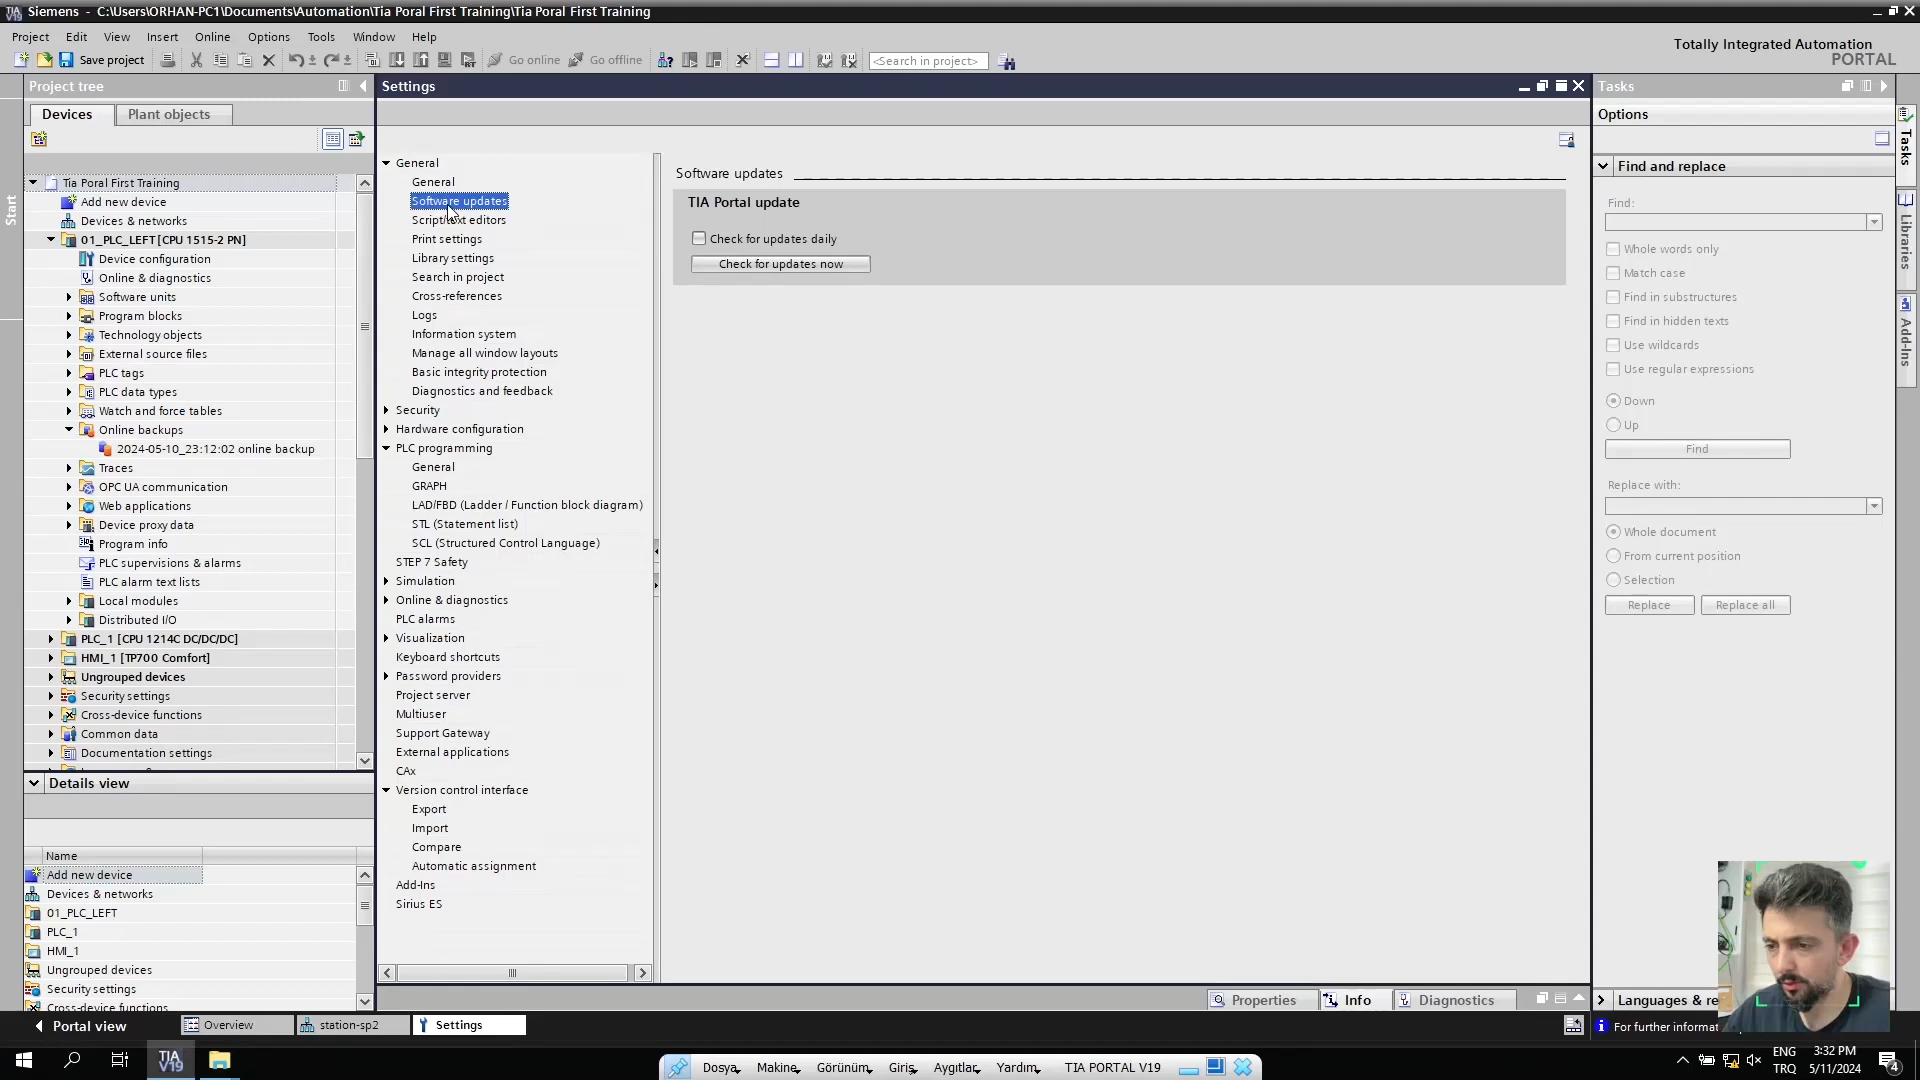 Siemens - C:\Users\ORHAN-PC1\Documents\Automation\Tia Poral First Training\Tia Poral First Training
Project Edit View Insert Online Options Tools Window Help
Totally Integrated Automation
PORTAL
Save project
Go online
Go offline
<Search in project>
Project tree
Devices
Plant objects
Start
Tia Poral First Training
Add new device
Devices & networks
01_PLC_LEFT [CPU 1515-2 PN]
Device configuration
Online & diagnostics
Software units
Program blocks
Technology objects
External source files
PLC tags
PLC data types
Watch and force tables
Online backups
2024-05-10_23:12:02 online backup
Traces
OPC UA communication
Web applications
Device proxy data
Program info
PLC supervisions & alarms
PLC alarm text lists
Local modules
Distributed I/O
PLC_1 [CPU 1214C DC/DC/DC]
HMI_1 [TP700 Comfort]
Ungrouped devices
Security settings
Cross-device functions
Common data
Documentation settings
Details view
Name
Add new device
Devices & networks
01_PLC_LEFT
PLC_1
HMI_1
Ungrouped devices
Security settings
Cross-device functions
Settings
General
General
Software updates
Script/text editors
Print settings
Library settings
Search in project
Cross-references
Logs
Information system
Manage all window layouts
Basic integrity protection
Diagnostics and feedback
Security
Hardware configuration
PLC programming
General
GRAPH
LAD/FBD (Ladder / Function block diagram)
STL (Statement list)
SCL (Structured Control Language)
STEP 7 Safety
Simulation
Online & diagnostics
PLC alarms
Visualization
Keyboard shortcuts
Password providers
Project server
Multiuser
Support Gateway
External applications
CAx
Version control interface
Export
Import
Compare
Automatic assignment
Add-Ins
Sirius ES
Software updates
TIA Portal update
Check for updates daily
Check for updates now
Properties
Info
Diagnostics
Tasks
Options
Find and replace
Find:
Whole words only
Match case
Find in substructures
Find in hidden texts
Use wildcards
Use regular expressions
Down
Up
Find
Replace with:
Whole document
From current position
Selection
Replace
Replace all
Languages & re
Tasks
Libraries
Add-Ins
Portal view
Overview
station-sp2
Settings
For further informat
TIA V19
Dosya Makine Görünüm Giriş Aygıtlar Yardım TIA PORTAL V19
ENG
TRQ
3:32 PM
5/11/2024
4